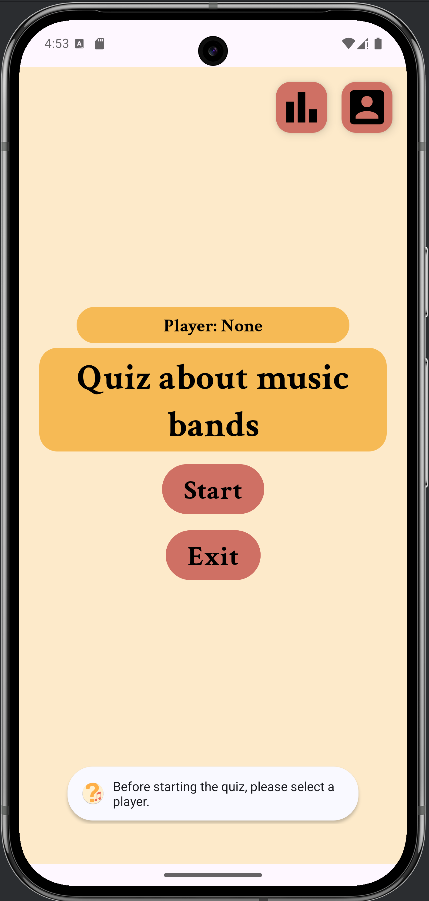 4:53
Player: None
Quiz about music
bands
Start
Exit
Before starting the quiz, please select a
player.